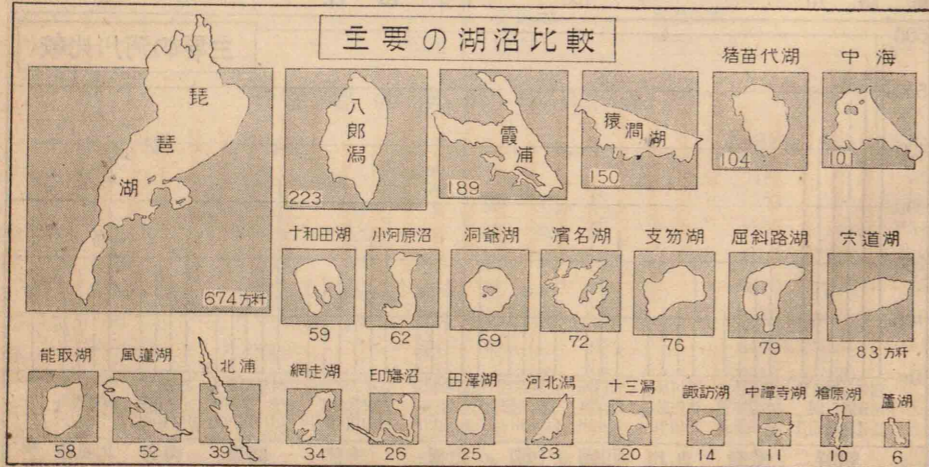 主要の湖沼比較
琵琶湖
674方粁
八郎潟
223
霞浦
189
猿澗湖
150
猪苗代湖
104
中海
101
十和田湖
59
小河原沼
62
洞爺湖
69
濱名湖
72
支笏湖
76
屈斜路湖
79
宍道湖
83方粁
能取湖
58
風蓮湖
52
北浦
39
網走湖
34
印旛沼
26
田澤湖
25
河北潟
23
十三潟
20
諏訪湖
14
中禪寺湖
11
檜原湖
10
蘆湖
6